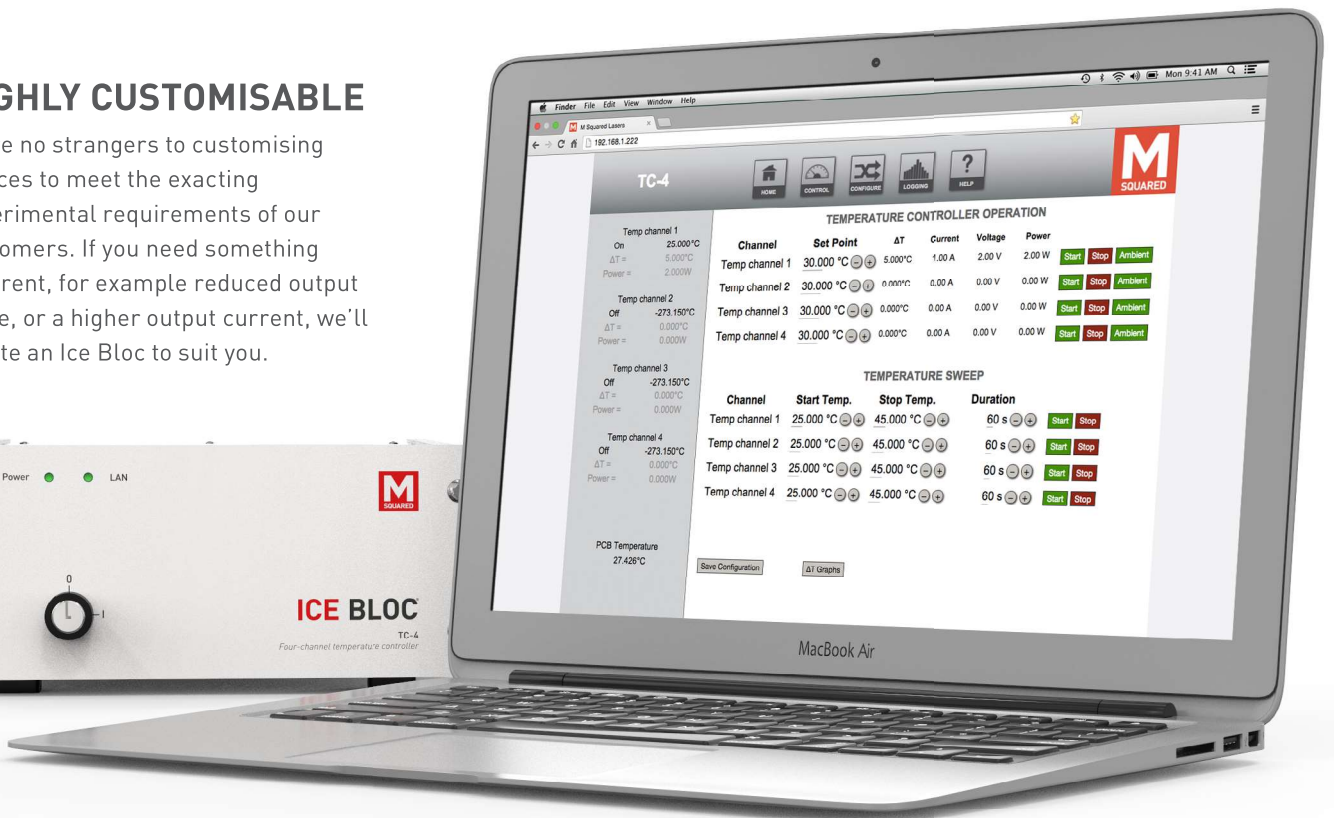 GHLY CUSTOMISABLE
e no strangers to customising
ces to meet the exacting
erimental requirements of our
omers. If you need something
rent, for example reduced output
e, or a higher output current, we'll
te an Ice Bloc to suit you.
Power LAN
M
SQUARED
0
I
ICE BLOC
TC-4
Four-channel temperature controller
Finder File Edit View Window Help Mon 9:41 AM
M Squared Lasers
192.168.1.222
TC-4
HOME CONTROL CONFIGURE LOGGING HELP
M
SQUARED
Temp channel 1
On 25.000°C
ΔT = 5.000°C
Power = 2.000W
Temp channel 2
Off -273.150°C
ΔT = 0.000°C
Power = 0.000W
Temp channel 3
Off -273.150°C
ΔT = 0.000°C
Power = 0.000W
Temp channel 4
Off -273.150°C
ΔT = 0.000°C
Power = 0.000W
PCB Temperature
27.426°C
TEMPERATURE CONTROLLER OPERATION
Channel Set Point ΔT Current Voltage Power
Temp channel 1 30.000 °C - + 5.000°C 1.00 A 2.00 V 2.00 W Start Stop Ambient
Temp channel 2 30.000 °C - + 0.000°C 0.00 A 0.00 V 0.00 W Start Stop Ambient
Temp channel 3 30.000 °C - + 0.000°C 0.00 A 0.00 V 0.00 W Start Stop Ambient
Temp channel 4 30.000 °C - + 0.000°C 0.00 A 0.00 V 0.00 W Start Stop Ambient
TEMPERATURE SWEEP
Channel Start Temp. Stop Temp. Duration
Temp channel 1 25.000 °C - + 45.000 °C - + 60 s - + Start Stop
Temp channel 2 25.000 °C - + 45.000 °C - + 60 s - + Start Stop
Temp channel 3 25.000 °C - + 45.000 °C - + 60 s - + Start Stop
Temp channel 4 25.000 °C - + 45.000 °C - + 60 s - + Start Stop
Save Configuration ΔT Graphs
MacBook Air